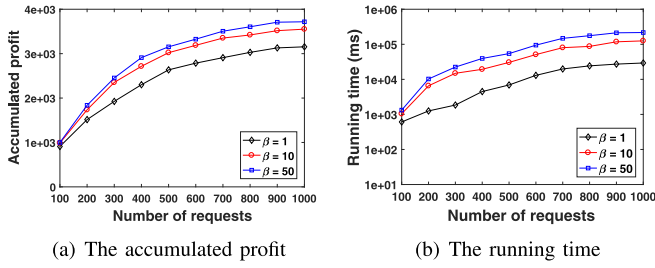 4e+03
3e+03
2e+03
1e+03
0
Accumulated profit
β = 1
β = 10
β = 50
100 200 300 400 500 600 700 800 900 1000
Number of requests
(a) The accumulated profit
1e+06
1e+05
1e+04
1e+03
1e+02
1e+01
Running time (ms)
β = 1
β = 10
β = 50
100 200 300 400 500 600 700 800 900 1000
Number of requests
(b) The running time